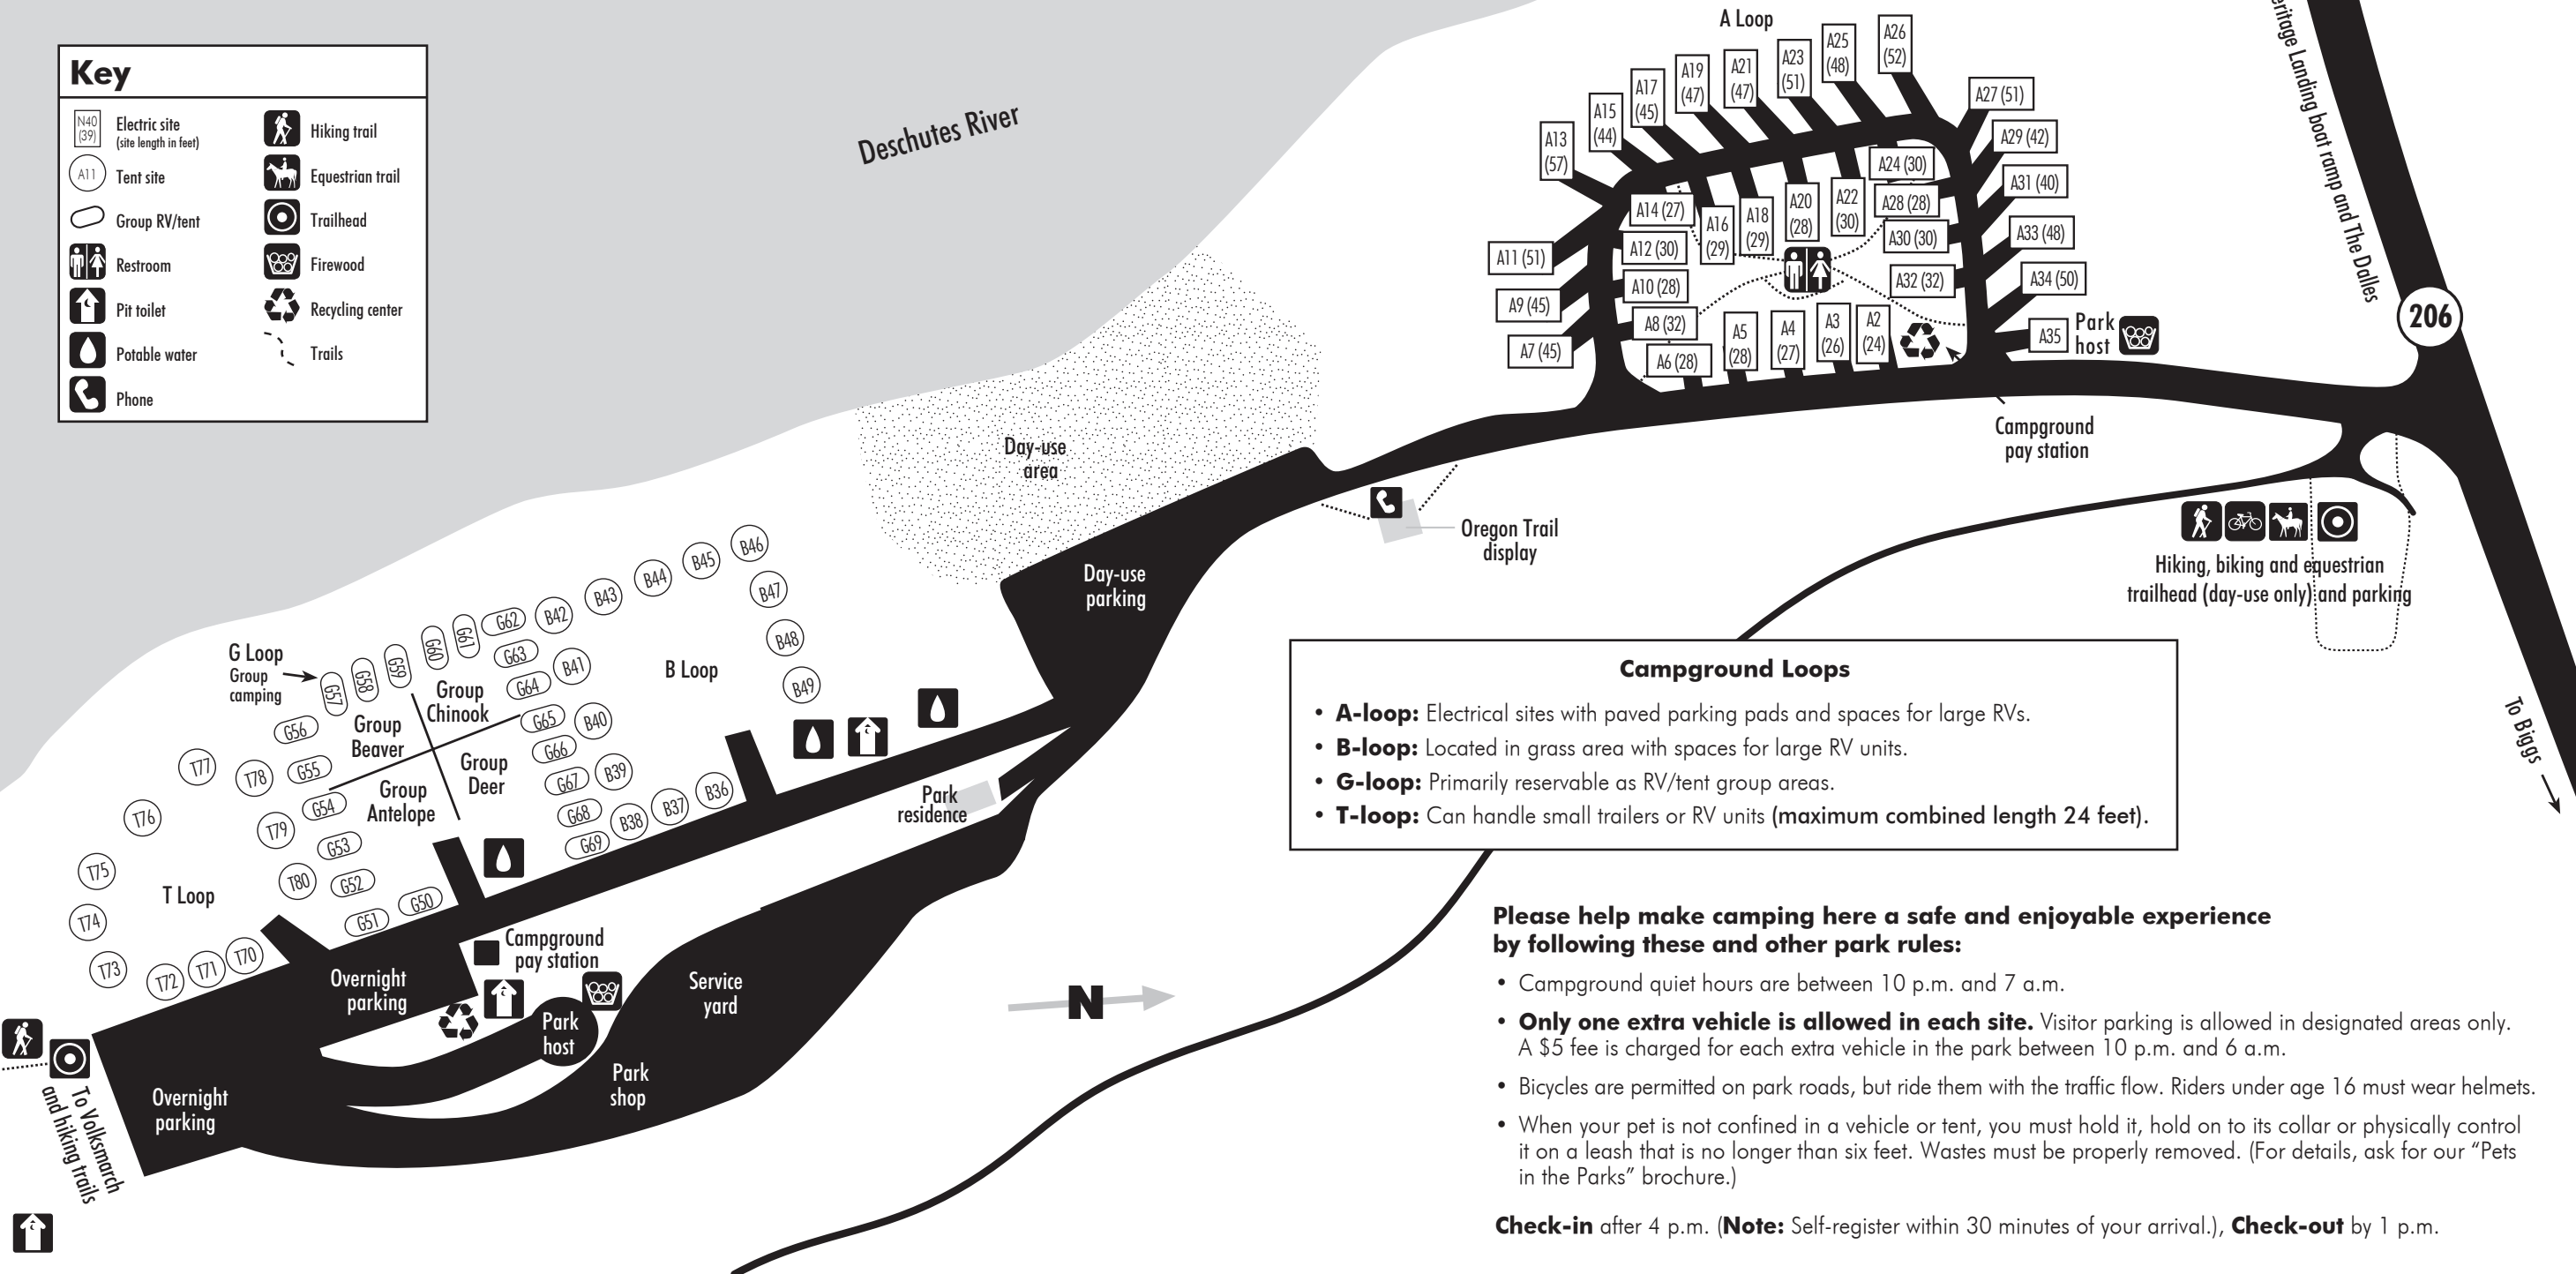 Key
N40
(39)
Electric site
(site length in feet)
A11
Tent site
Group RV/tent
Restroom
Pit toilet
Potable water
Phone
Hiking trail
Equestrian trail
Trailhead
Firewood
Recycling center
Trails
Deschutes River
A Loop
A13
(57)
A15
(44)
A17
(45)
A19
(47)
A21
(47)
A23
(51)
A25
(48)
A26
(52)
A27 (51)
A29 (42)
A31 (40)
A33 (48)
A34 (50)
A35
Park
host
A24 (30)
A28 (28)
A30 (30)
A32 (32)
A14 (27)
A16
(29)
A18
(29)
A20
(28)
A22
(30)
A12 (30)
A10 (28)
A8 (32)
A6 (28)
A5
(28)
A4
(27)
A3
(26)
A2
(24)
A11 (51)
A9 (45)
A7 (45)
Landing boat ramp and The Dalles
206
To Biggs
Campground
pay station
Day-use
area
Day-use
parking
Oregon Trail
display
Hiking, biking and equestrian
trailhead (day-use only) and parking
B46
B45
B44
B43
B42
B47
B48
B49
B41
B40
B39
B38
B37
B36
B Loop
G Loop
Group
camping
G62
G61
G60
G59
G58
G57
G56
G55
G54
G53
G52
G51
G50
G63
G64
G65
G66
G67
G68
G69
Group
Chinook
Group
Beaver
Group
Deer
Group
Antelope
T77
T78
T76
T79
T75
T80
T74
T73
T72
T71
T70
T Loop
Park
residence
Overnight
parking
Campground
pay station
Service
yard
Park
host
Park
shop
Overnight
parking
To Volksmarch
and hiking trails
N
Campground Loops
• A-loop: Electrical sites with paved parking pads and spaces for large RVs.
• B-loop: Located in grass area with spaces for large RV units.
• G-loop: Primarily reservable as RV/tent group areas.
• T-loop: Can handle small trailers or RV units (maximum combined length 24 feet).
Please help make camping here a safe and enjoyable experience
by following these and other park rules:
• Campground quiet hours are between 10 p.m. and 7 a.m.
• Only one extra vehicle is allowed in each site. Visitor parking is allowed in designated areas only.
A $5 fee is charged for each extra vehicle in the park between 10 p.m. and 6 a.m.
• Bicycles are permitted on park roads, but ride them with the traffic flow. Riders under age 16 must wear helmets.
• When your pet is not confined in a vehicle or tent, you must hold it, hold on to its collar or physically control
it on a leash that is no longer than six feet. Wastes must be properly removed. (For details, ask for our “Pets
in the Parks” brochure.)
Check-in after 4 p.m. (Note: Self-register within 30 minutes of your arrival.), Check-out by 1 p.m.